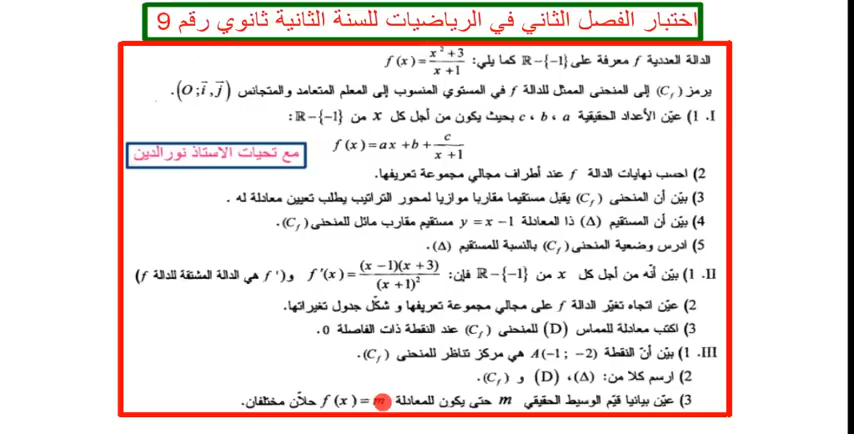 اختبار الفصل الثاني في الرياضيات للسنة الثانية ثانوي رقم 9
الدالة العددية f معرفة على ℝ−{−1} كما يلي: f(x)=(x²+3)/(x+1)
يرمز (C_f) إلى المنحنى الممثل للدالة f في المستوي المنسوب إلى المعلم المتعامد والمتجانس (O;i⃗,j⃗).
I. 1) عيّن الأعداد الحقيقية a ، b ، c بحيث يكون من أجل كل x من ℝ−{−1}:
f(x)=ax+b+c/(x+1)
مع تحيات الاستاذ نورالدين
2) احسب نهايات الدالة f عند أطراف مجالي مجموعة تعريفها.
3) بيّن أن المنحنى (C_f) يقبل مستقيما مقاربا موازيا لمحور التراتيب يطلب تعيين معادلة له .
4) بيّن أن المستقيم (Δ) ذا المعادلة y=x−1 مستقيم مقارب مائل للمنحنى (C_f).
5) ادرس وضعية المنحنى (C_f) بالنسبة للمستقيم (Δ).
II. 1) بيّن أنّه من أجل كل x من ℝ−{−1} فإن: f'(x)=(x−1)(x+3)/(x+1)² و(f' هي الدالة المشتقة للدالة f)
2) عيّن اتجاه تغيّر الدالة f على مجالي مجموعة تعريفها و شكّل جدول تغيراتها.
3) اكتب معادلة للمماس (D) للمنحنى (C_f) عند النقطة ذات الفاصلة 0.
III. 1) بيّن أنّ النقطة A(−1 ; −2) هي مركز تناظر للمنحنى (C_f).
2) ارسم كلا من: (Δ)، (D) و (C_f).
3) عيّن بيانيا قيّم الوسيط الحقيقي m حتى يكون للمعادلة f(x)=m حلاّن مختلفان.